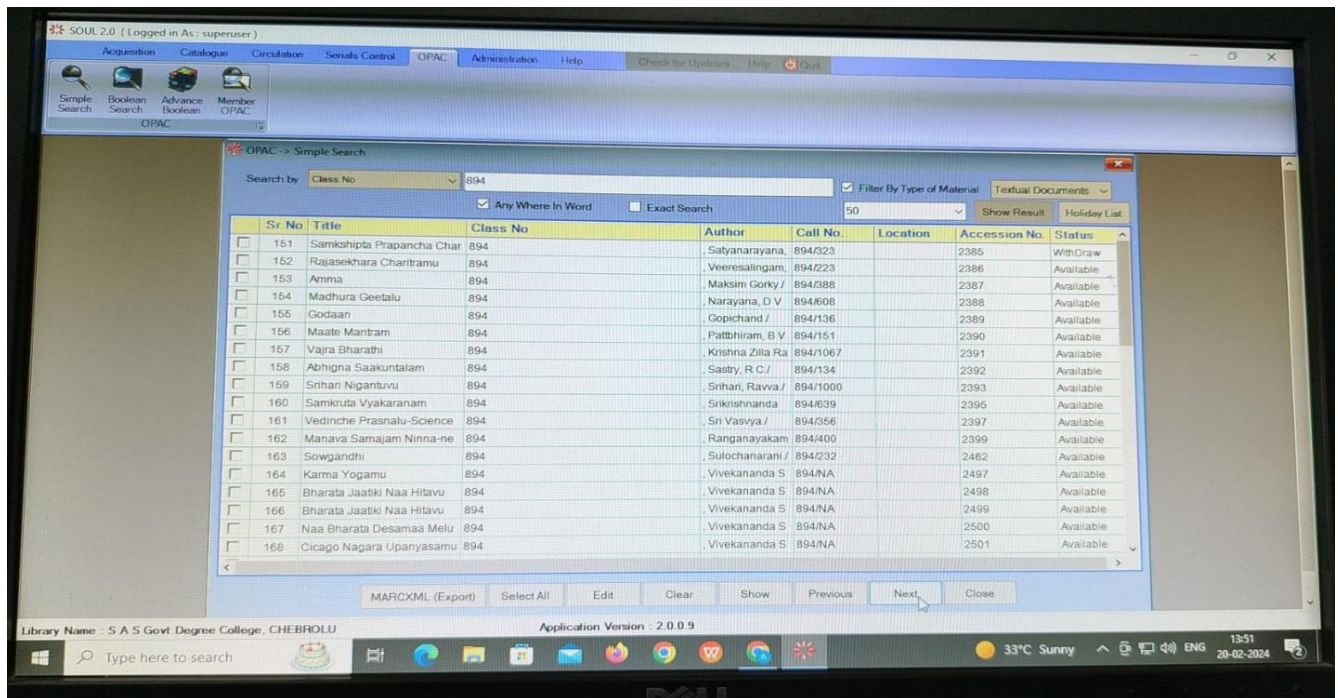 SOUL 2.0 ( Logged in As : superuser )
Acquisition Catalogue Circulation Serials Control OPAC Administration Help Check for Updates Help Quit
Simple Search Boolean Search Advance Boolean Member OPAC
OPAC
OPAC -> Simple Search
Search by Class No 894 Filter By Type of Material Textual Documents
Any Where In Word Exact Search 50 Show Result Holiday List
Sr.No. Title Class No Author Call No. Location Accession No. Status
151 Samkshipta Prapancha Char 894 , Satyanarayana, 894/323 2385 WithDraw
152 Rajasekhara Charitramu 894 , Veeresalingam, 894/223 2386 Available
153 Amma 894 , Maksim Gorky./ 894/388 2387 Available
154 Madhura Geetalu 894 , Narayana, D V 894/608 2388 Available
155 Godaan 894 , Gopichand./ 894/136 2389 Available
156 Maate Mantram 894 , Pattbhiram, B V 894/151 2390 Available
157 Vajra Bharathi 894 , Krishna Zilla Ra 894/1067 2391 Available
158 Abhigna Saakuntalam 894 , Sastry, R C./ 894/134 2392 Available
159 Srihari Nigantuvu 894 , Srihari, Ravva./ 894/1000 2393 Available
160 Samkruta Vyakaranam 894 , Srikrishnanda 894/639 2395 Available
161 Vedinche Prasnalu-Science 894 , Sri Vasvya./ 894/356 2397 Available
162 Manava Samajam Ninna-ne 894 , Ranganayakam 894/400 2399 Available
163 Sowgandhi 894 , Sulochanarani./ 894/232 2462 Available
164 Karma Yogamu 894 , Vivekananda S 894/NA 2497 Available
165 Bharata Jaatiki Naa Hitavu 894 , Vivekananda S 894/NA 2498 Available
166 Bharata Jaatiki Naa Hitavu 894 , Vivekananda S 894/NA 2499 Available
167 Naa Bharata Desamaa Melu 894 , Vivekananda S 894/NA 2500 Available
168 Cicago Nagara Upanyasamu 894 , Vivekananda S 894/NA 2501 Available
MARCXML (Export) Select All Edit Clear Show Previous Next Close
Library Name : S A S Govt.Degree College, CHEBROLU Application Version : 2.0.0.9
Type here to search 33°C Sunny ENG 13:51
20-02-2024 2
DELL